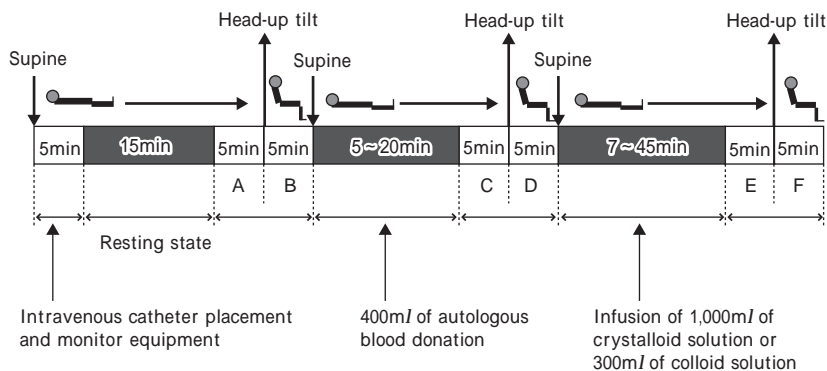 Head-up tilt
Head-up tilt
Head-up tilt
Supine
Supine
Supine
5min
15min
5min
5min
5~20min
5min
5min
7~45min
5min
5min
A
B
C
D
E
F
Resting state
Intravenous catheter placement
and monitor equipment
400ml of autologous
blood donation
Infusion of 1,000ml of
crystalloid solution or
300ml of colloid solution